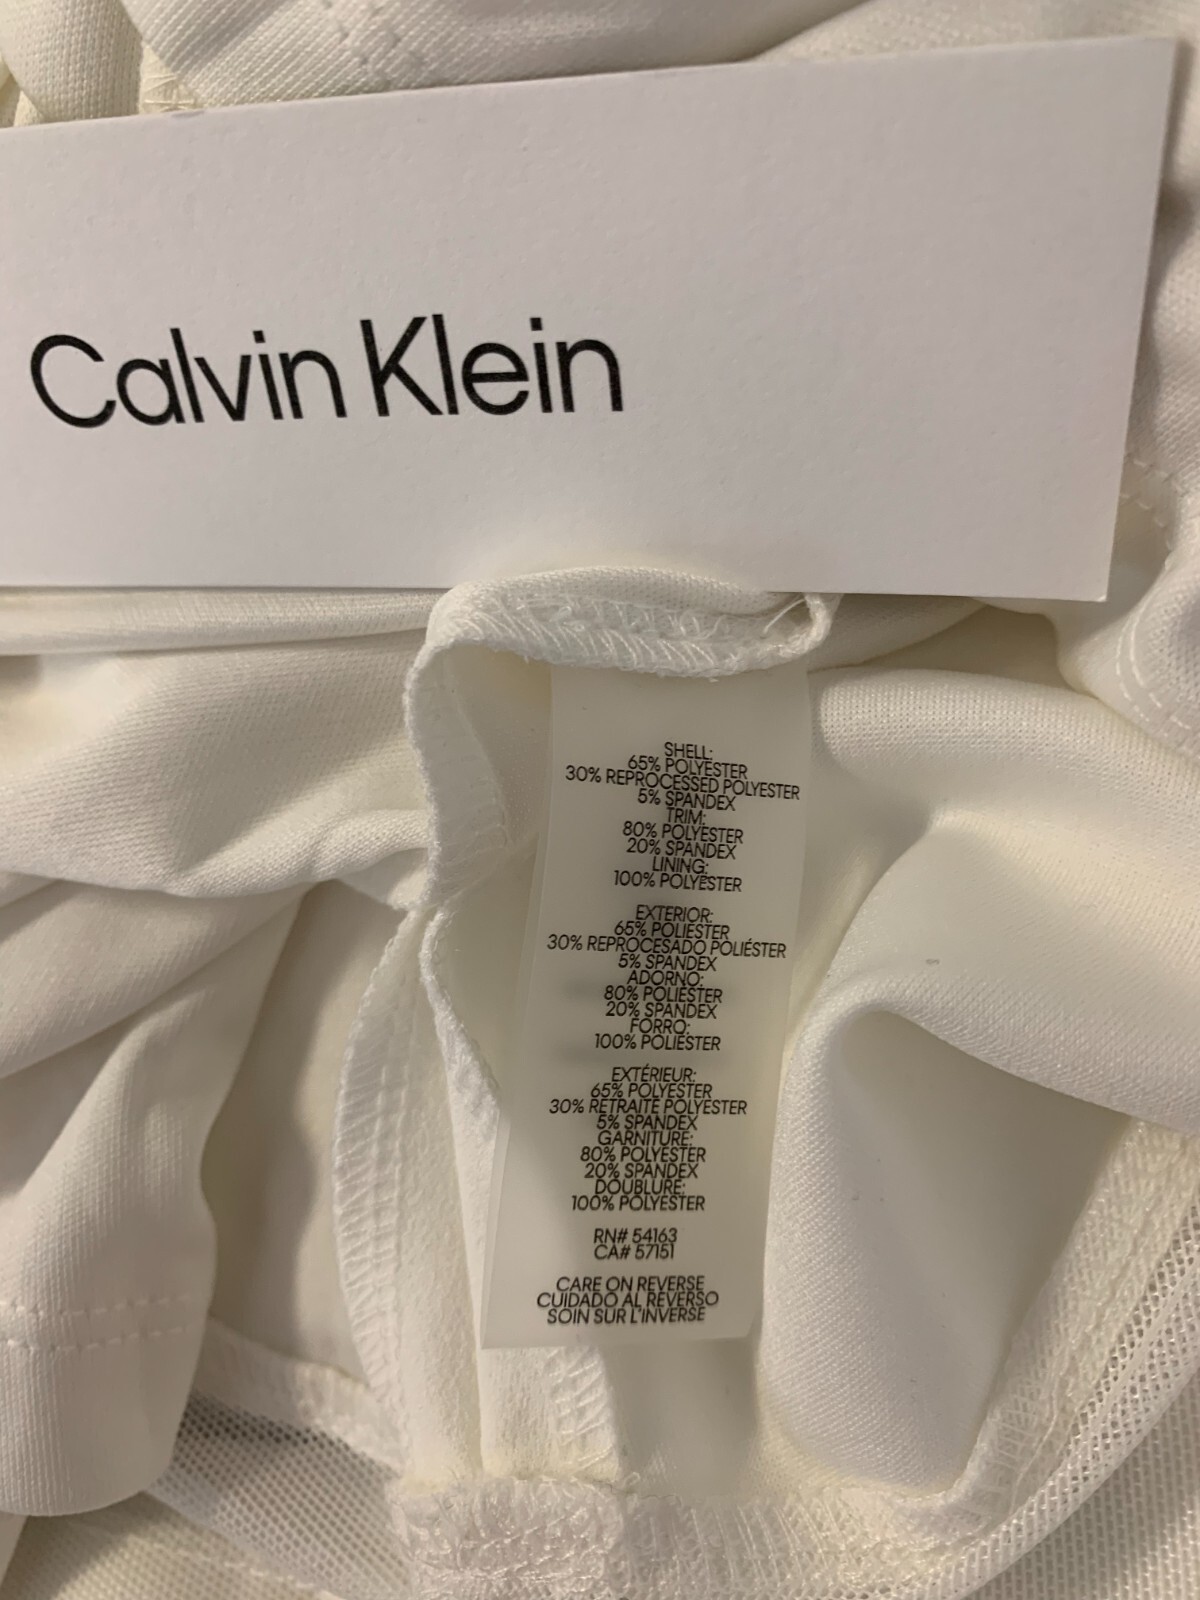 Calvin Klein
SHELL:
65% POLYESTER
30% REPROCESSED POLYESTER
5% SPANDEX
TRIM:
80% POLYESTER
20% SPANDEX
LINING:
100% POLYESTER
EXTERIOR:
65% POLIÉSTER
30% REPROCESADO POLIÉSTER
5% SPANDEX
ADORNO:
80% POLIÉSTER
20% SPANDEX
FORRO:
100% POLIÉSTER
EXTÉRIEUR:
65% POLYESTER
30% RETRAITÉ POLYESTER
5% SPANDEX
GARNITURE:
80% POLYESTER
20% SPANDEX
DOUBLURE:
100% POLYESTER
RN# 54163
CA# 57151
CARE ON REVERSE
CUIDADO AL REVERSO
SOIN SUR L'INVERSE